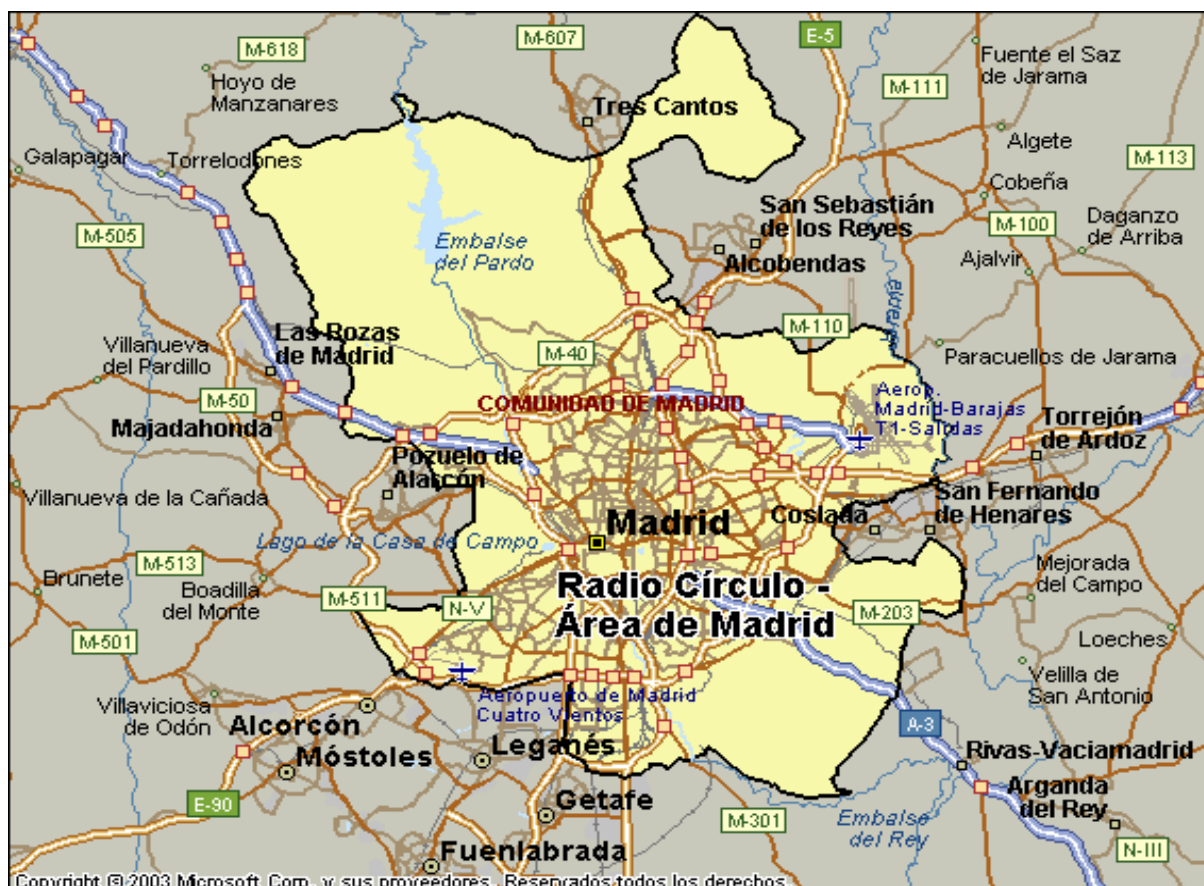 M-618
M-607
E-5
Fuente el Saz
de Jarama
Hoyo de
Manzanares
M-111
Tres Cantos
Algete
Galapagar
Torrelodones
M-113
Cobeña
San Sebastián
de los Reyes
M-505
M-100
Daganzo
de Arriba
Embalse
del Pardo
Alcobendas
Ajalvir
Las Rozas
de Madrid
M-110
Villanueva
del Pardillo
M-40
Paracuellos de Jarama
Aerop.
Madrid-Barajas
T1-Salidas
M-50
COMUNIDAD DE MADRID
Majadahonda
Torrejón
de Ardoz
Pozuelo de
Alarcón
Villanueva de la Cañada
San Fernando
de Henares
Coslada
Madrid
Lago de la Casa de Campo
M-513
Brunete
Boadilla
del Monte
Mejorada
del Campo
Radio Círculo -
Área de Madrid
M-511
N-V
M-203
M-501
Loeches
Velilla de
San Antonio
Aeropuerto de Madrid
Cuatro Vientos
Villaviciosa
de Odón
Alcorcón
A-3
Móstoles
Leganés
Rivas-Vaciamadrid
Arganda
del Rey
E-90
Getafe
M-301
Embalse
del Rey
N-III
Fuenlabrada
Copyright © 2003 Microsoft Corp. y sus proveedores. Reservados todos los derechos.